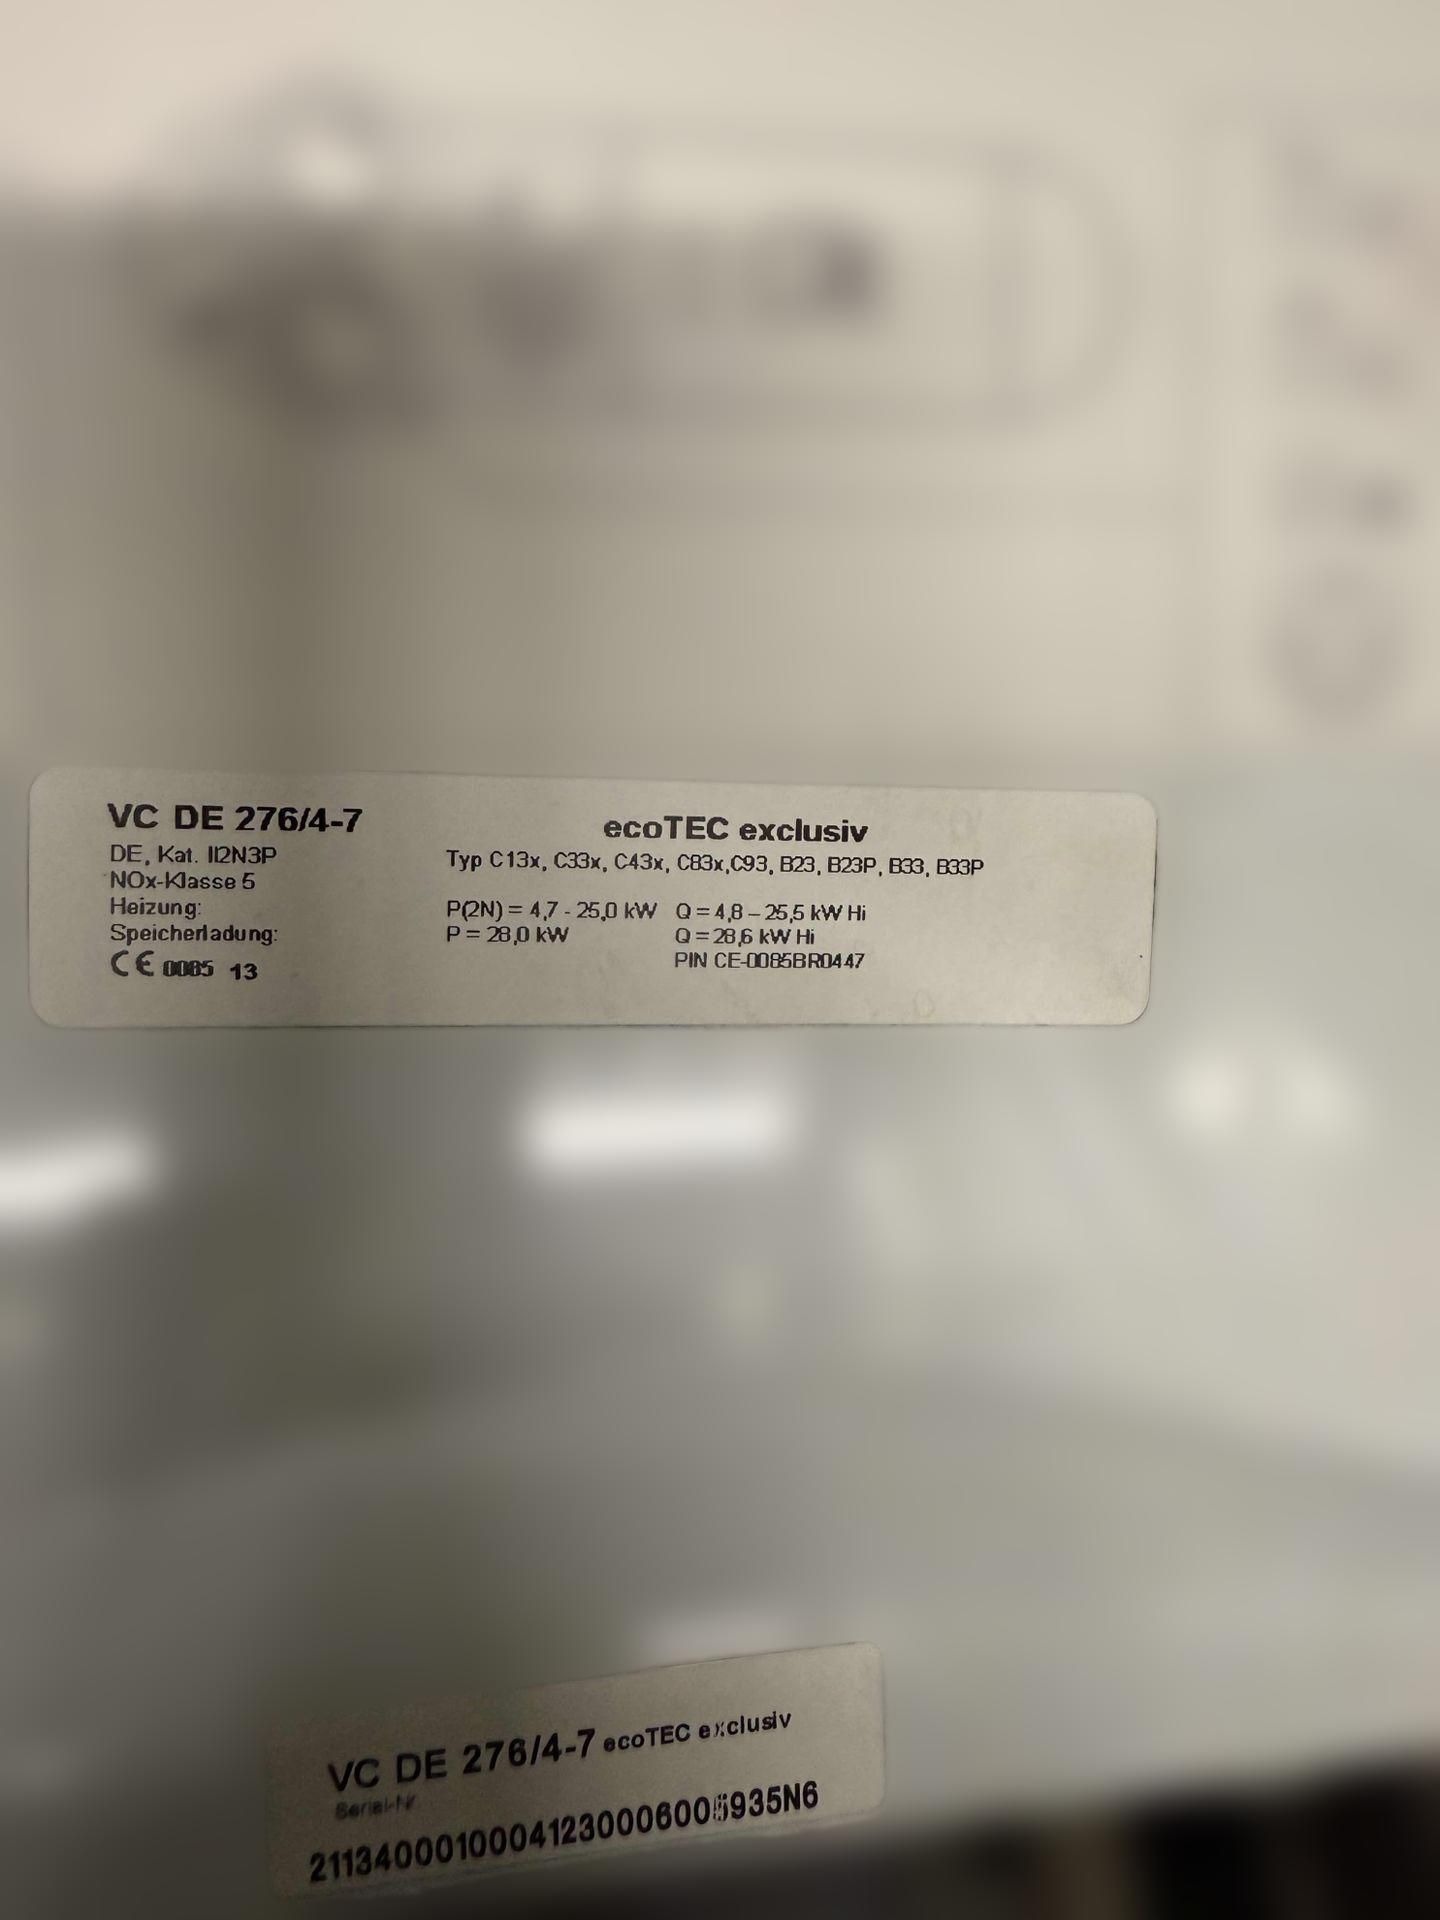 VC DE 276/4-7
ecoTEC exclusiv
DE, Kat. II2N3P
Typ C13x, C33x, C43x, C83x,C93, B23, B23P, B33, B33P
NOx-Klasse 5
Heizung: P(2N) = 4,7 - 25,0 kW Q = 4,8 – 25,5 kW Hi
Speicherladung: P = 28,0 kW Q = 28,6 kW Hi
CE 0085 13
PIN CE-0085BR0447
VC DE 276/4-7 ecoTEC exclusiv
Serial-Nr